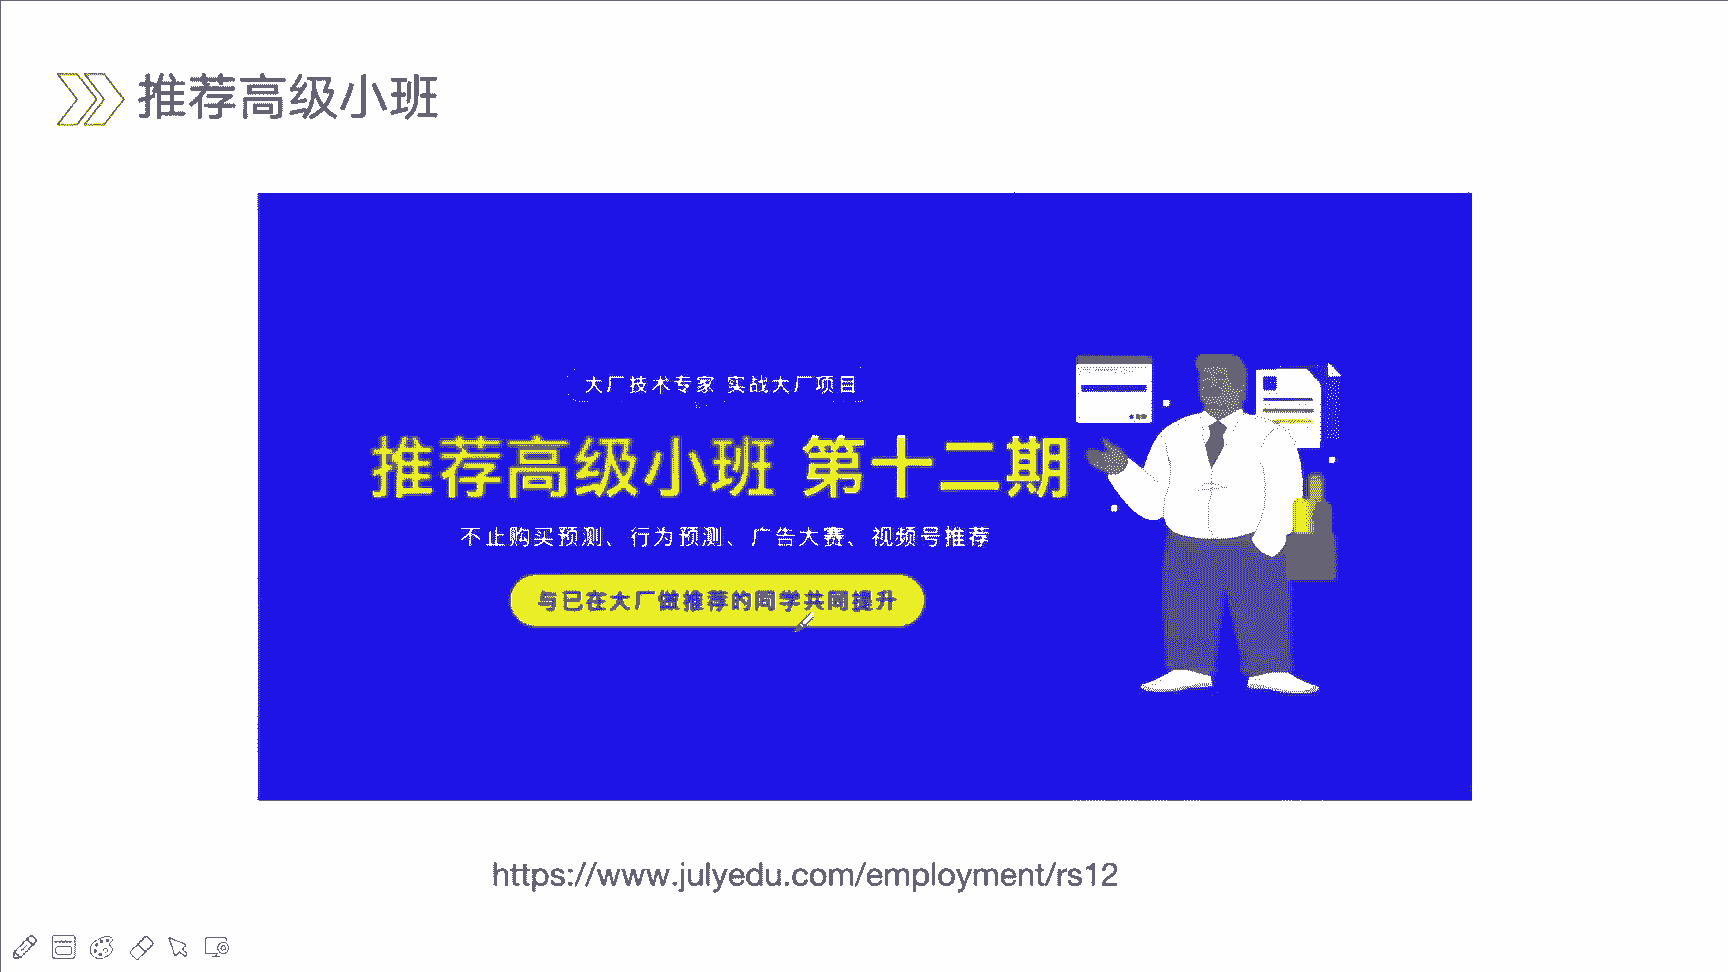 推荐高级小班
大厂技术专家 实战大厂项目
推荐高级小班 第十二期
不止购买预测、行为预测、广告大赛、视频号推荐
与已在大厂做推荐的同学共同提升
https://www.julyedu.com/employment/rs12